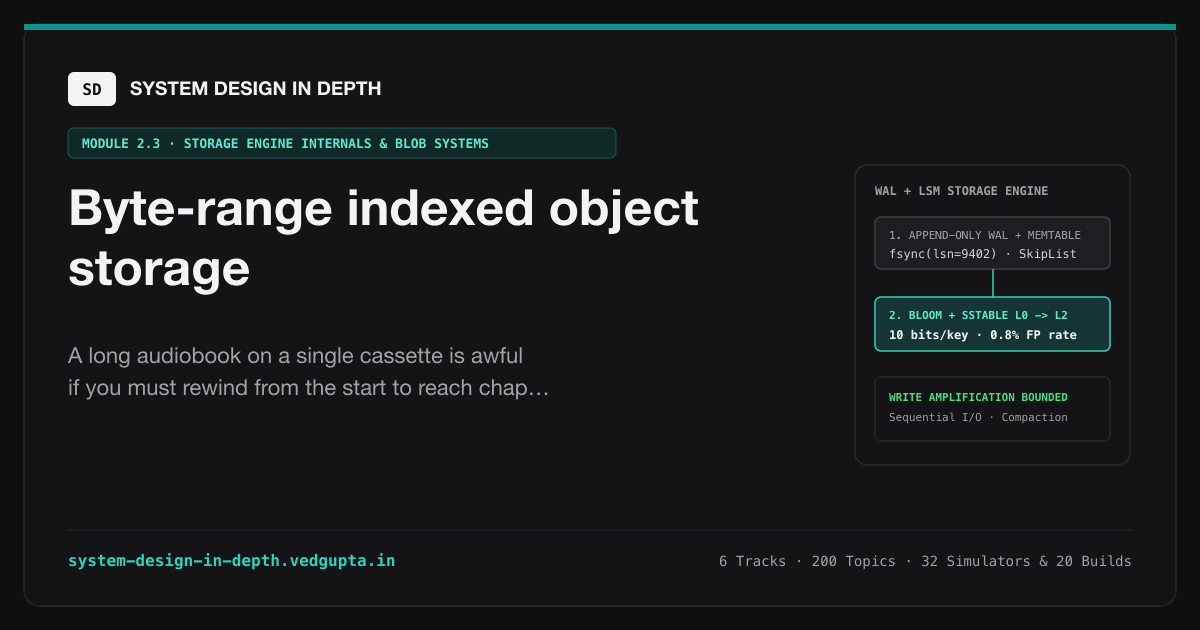 SD SYSTEM DESIGN IN DEPTH
MODULE 2.3 · STORAGE ENGINE INTERNALS & BLOB SYSTEMS
Byte-range indexed object
storage
A long audiobook on a single cassette is awful
if you must rewind from the start to reach chap…
WAL + LSM STORAGE ENGINE
1. APPEND-ONLY WAL + MEMTABLE
fsync(lsn=9402) · SkipList
2. BLOOM + SSTABLE L0 -> L2
10 bits/key · 0.8% FP rate
WRITE AMPLIFICATION BOUNDED
Sequential I/O · Compaction
system-design-in-depth.vedgupta.in
6 Tracks · 200 Topics · 32 Simulators & 20 Builds